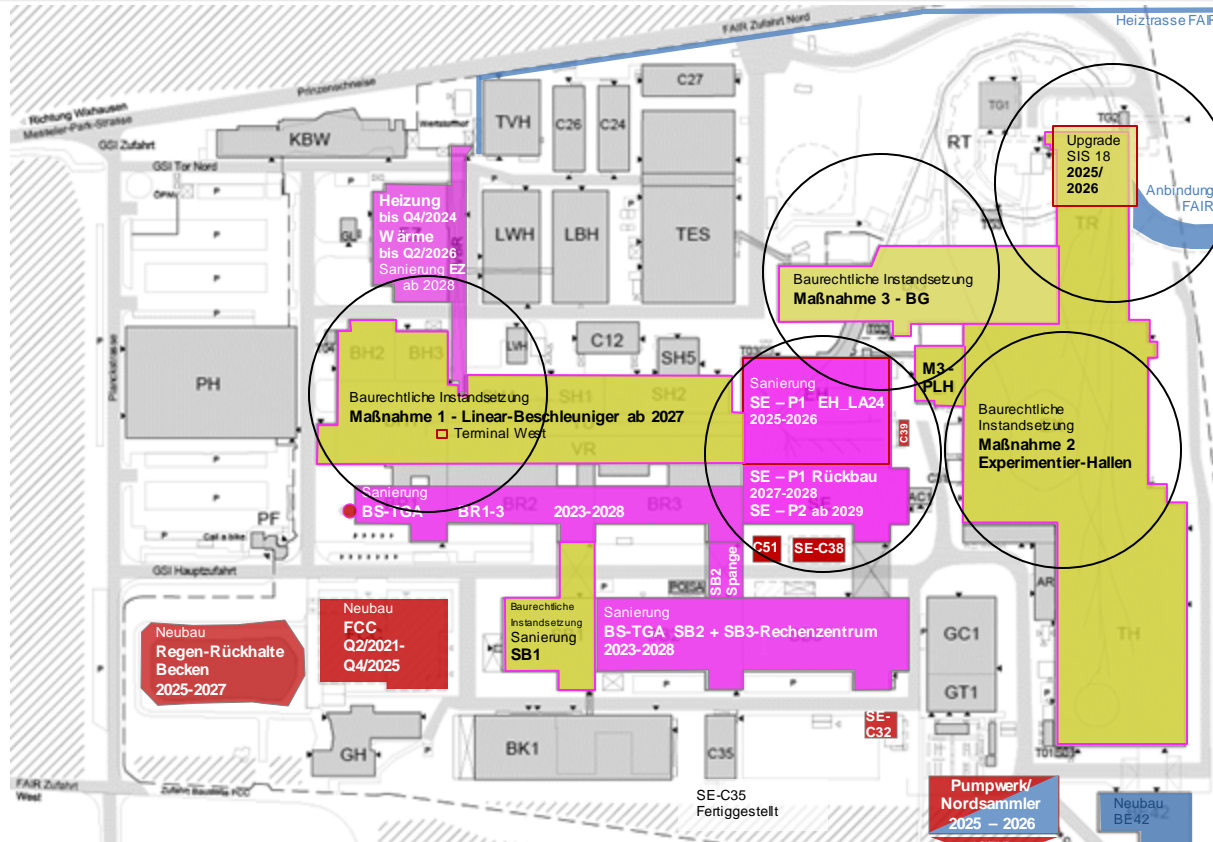 Heiztrasse FAIR
FAIR Zufahrt Nord
Prinzenschneise
Richtung Wixhausen
Messeler-Park-Strasse
GSI Zufahrt
GSI Tor Nord
KBW
Wertstoffhof
TVH
C26
C24
C27
TG1
TG2
RT
Upgrade
SIS 18
2025/
2026
Anbindung
FAIR
TR
Heizung
bis Q4/2024
Wärme
bis Q2/2026
Sanierung EZ
ab 2028
GL
LWH
LBH
TES
Baurechtliche Instandsetzung
Maßnahme 3 - BG
Planckstrasse
PH
BH2
BH3
LVH
C12
SH5
TG3
M3-
PLH
SH1
SH2
Baurechtliche Instandsetzung
Maßnahme 1 - Linear-Beschleuniger ab 2027
Terminal West
VR
Sanierung
SE – P1 EH_LA24
2025-2026
EH
C39
Baurechtliche
Instandsetzung
Maßnahme 2
Experimentier-Hallen
SE – P1 Rückbau
2027-2028
SE – P2 ab 2029
Sanierung
BS-TGA BR1-3 2023-2028
BR2
BR3
PF
Call a bike
GSI Hauptzufahrt
C51
SE-C38
SB2
Spange
AR
Neubau
Regen-Rückhalte
Becken
2025-2027
Neubau
FCC
Q2/2021-
Q4/2025
Baurechtliche
Instandsetzung
Sanierung
SB1
Sanierung
BS-TGA SB2 + SB3-Rechenzentrum
2023-2028
GC1
GT1
TH
GH
BK1
C35
SE-
C32
FAIR Zufahrt
West
Zufahrt Baustelle FCC
SE-C35
Fertiggestellt
Pumpwerk/
Nordsammler
2025 – 2026
Neubau
BE42